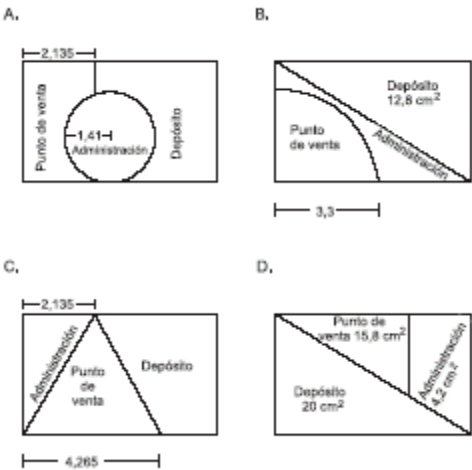 A.
2,135
Punto de venta
1,41
Administración
Depósito
B.
Depósito
12,8 cm²
Punto
de venta
Administración
3,3
C.
2,135
Administración
Punto
de
venta
Depósito
4,265
D.
Punto de
venta 15,8 cm²
Administración
4,2 cm²
Depósito
20 cm²